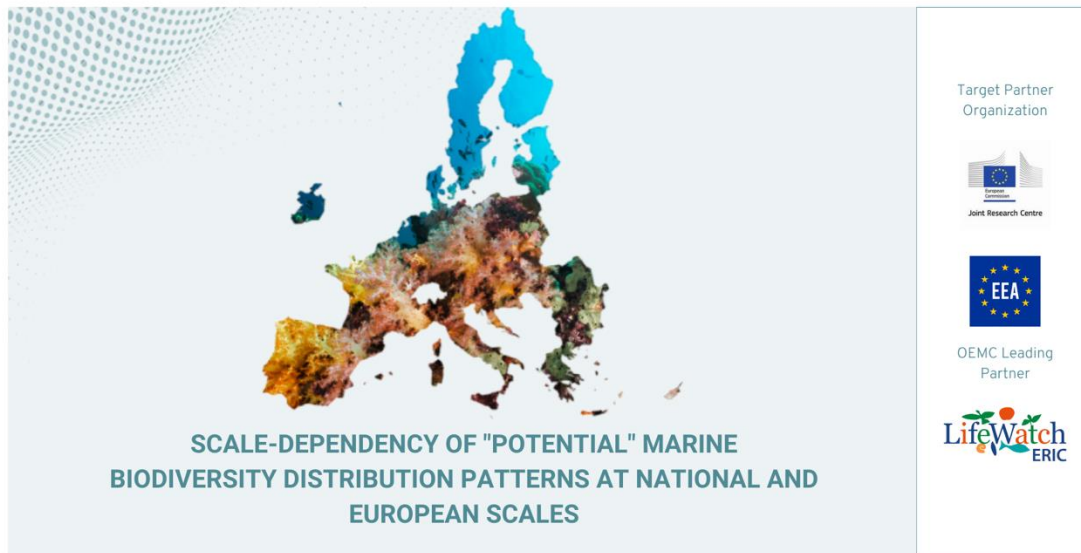 SCALE-DEPENDENCY OF "POTENTIAL" MARINE
BIODIVERSITY DISTRIBUTION PATTERNS AT NATIONAL AND
EUROPEAN SCALES
Target Partner
Organization
European
Commission
Joint Research Centre
EEA
OEMC Leading
Partner
LifeWatch
ERIC